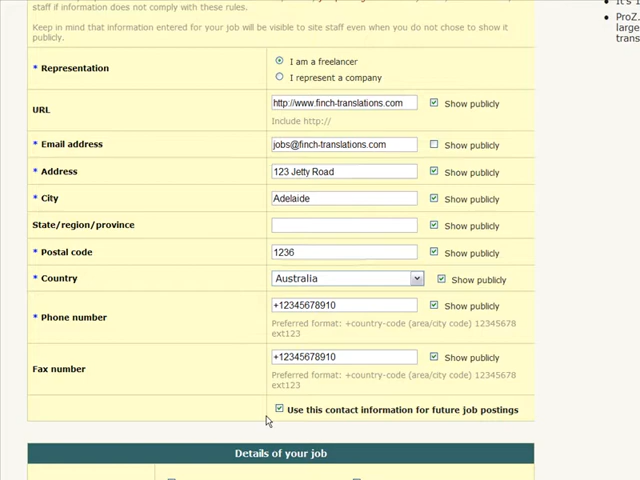 staff if information does not comply with these rules.
It's
Keep in mind that information entered for your job will be visible to site staff even when you do not chose to show it
publicly.
ProZ.
large
trans
* Representation
I am a freelancer
I represent a company
URL
http://www.finch-translations.com
Show publicly
Include http://
* Email address
jobs@finch-translations.com
Show publicly
* Address
123 Jetty Road
Show publicly
* City
Adelaide
Show publicly
State/region/province
Show publicly
* Postal code
1236
Show publicly
* Country
Australia
Show publicly
* Phone number
+12345678910
Show publicly
Preferred format: +country-code (area/city code) 12345678
ext123
Fax number
+12345678910
Show publicly
Preferred format: +country-code (area/city code) 12345678
ext123
Use this contact information for future job postings
Details of your job